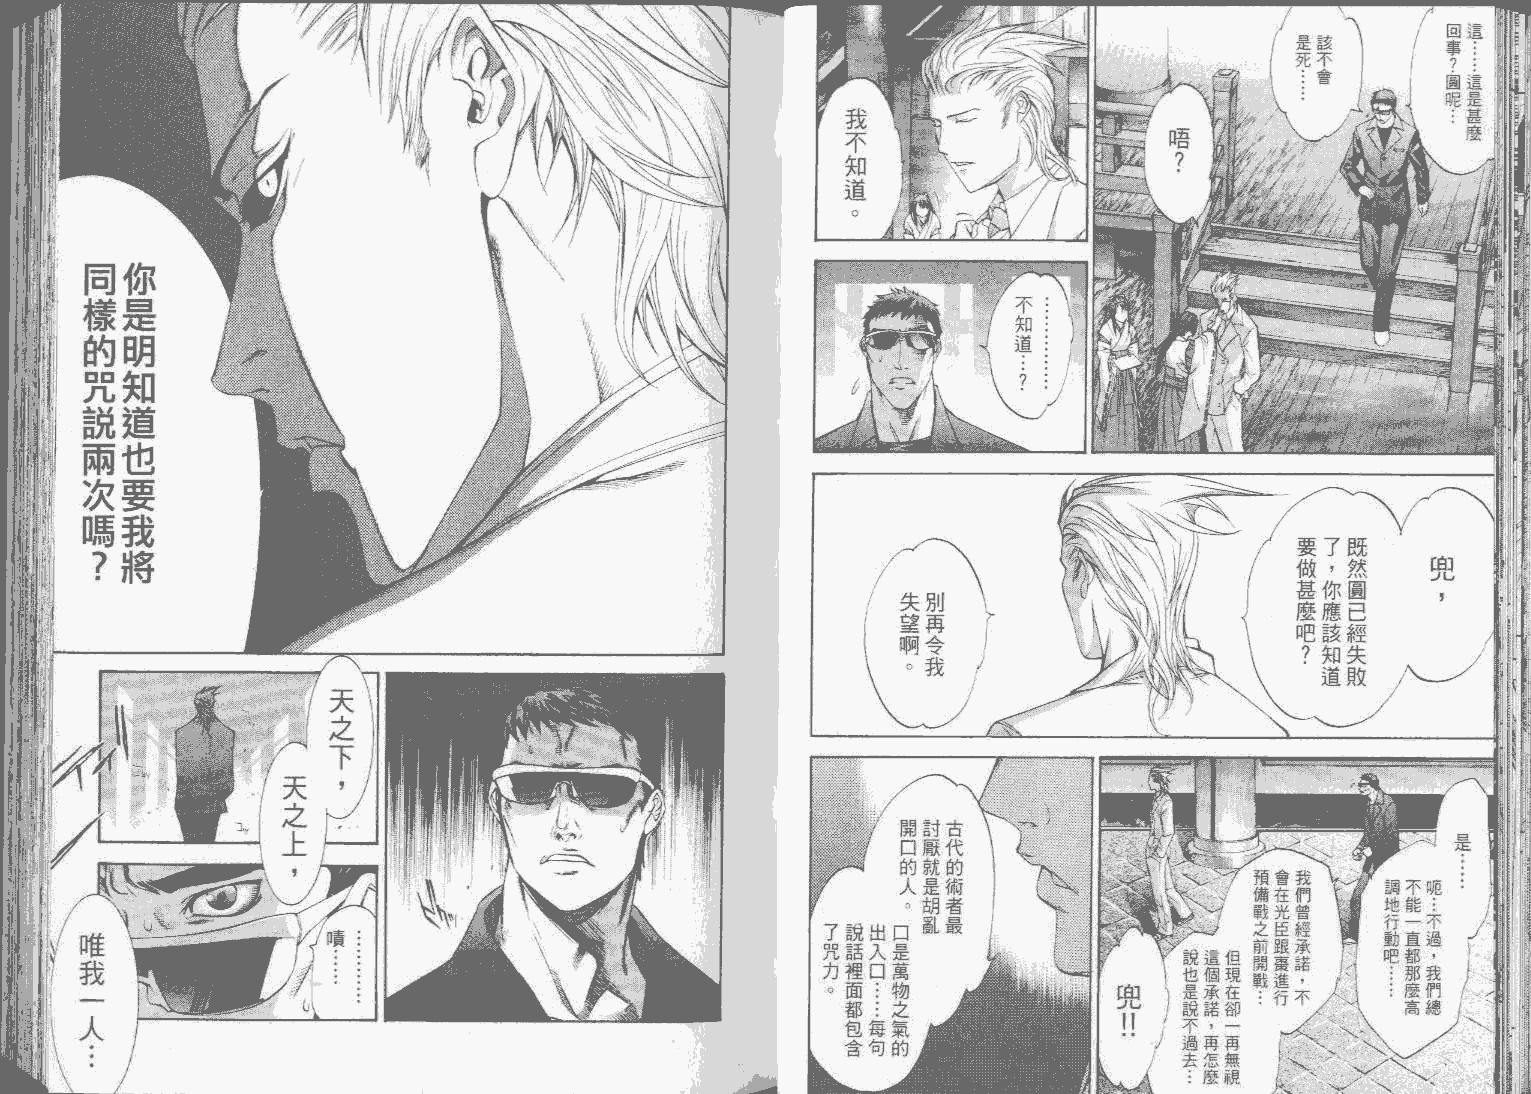 這……這是甚麼
回事？圓呢…
該不會
是死……
唔？
我不知道。
…………………
不知道…？
兜，
既然圓已經失敗
了，你應該知道
要做甚麼吧？
別再令我
失望啊。
是……
呃…不過，我們總
不能一直都那麼高
調地行動吧……
我們曾經承諾，不
會在光臣跟棗進行
預備戰之前開戰…
但現在卻一再無視
這個承諾，再怎麼
說也是說不過去…
兜!!
古代的術者最
討厭就是胡亂
開口的人。
口是萬物之氣的
出入口……每句
說話裡面都包含
了咒力。
你是明知道也要我將
同樣的咒説兩次嗎？
天之下，
天之上，
……………
嘖……
唯我一人…